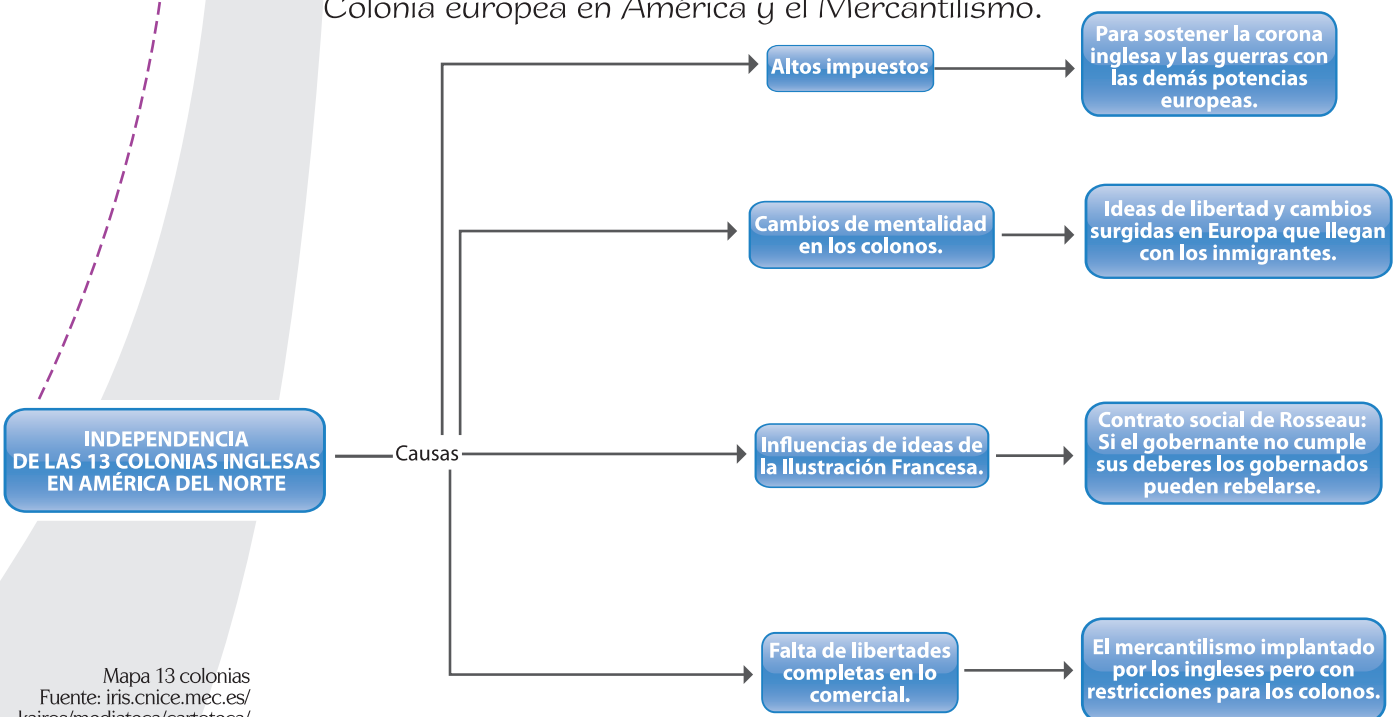 Colonia europea en América y el Mercantilismo.
Altos impuestos
Para sostener la corona
inglesa y las guerras con
las demás potencias
europeas.
Cambios de mentalidad
en los colonos.
Ideas de libertad y cambios
surgidas en Europa que llegan
con los inmigrantes.
INDEPENDENCIA
DE LAS 13 COLONIAS INGLESAS
EN AMÉRICA DEL NORTE
Causas
Influencias de ideas de
la Ilustración Francesa.
Contrato social de Rosseau:
Si el gobernante no cumple
sus deberes los gobernados
pueden rebelarse.
Falta de libertades
completas en lo
comercial.
El mercantilismo implantado
por los ingleses pero con
restricciones para los colonos.
Mapa 13 colonias
Fuente: iris.cnice.mec.es/
kairos/mediateca/cartoteca/